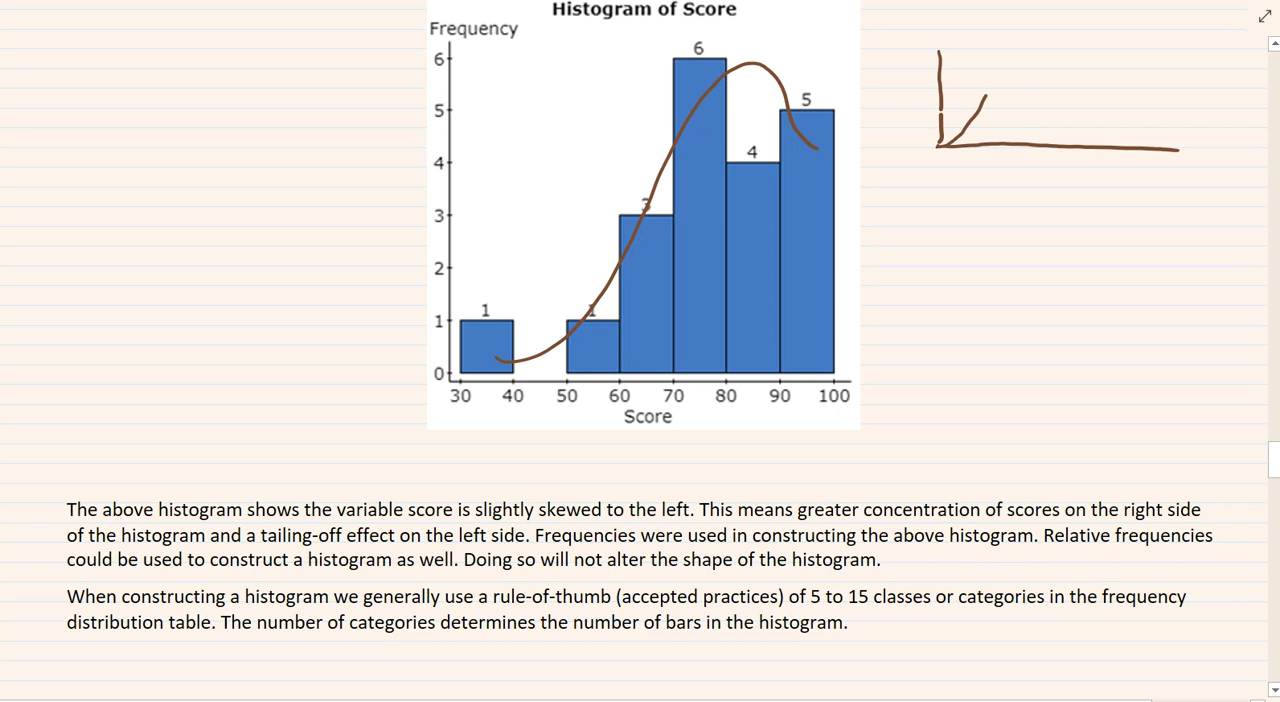 Histogram of Score
Frequency
6
6
5
5
4
4
3
3
2
1
1
1
0
30 40 50 60 70 80 90 100
Score
The above histogram shows the variable score is slightly skewed to the left. This means greater concentration of scores on the right side
of the histogram and a tailing-off effect on the left side. Frequencies were used in constructing the above histogram. Relative frequencies
could be used to construct a histogram as well. Doing so will not alter the shape of the histogram.
When constructing a histogram we generally use a rule-of-thumb (accepted practices) of 5 to 15 classes or categories in the frequency
distribution table. The number of categories determines the number of bars in the histogram.